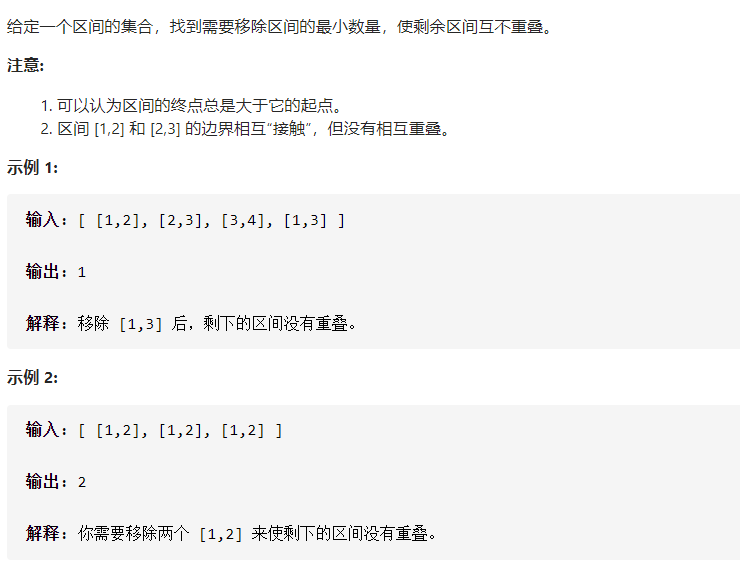 给定一个区间的集合，找到需要移除区间的最小数量，使剩余区间互不重叠。
注意:
1. 可以认为区间的终点总是大于它的起点。
2. 区间 [1,2] 和 [2,3] 的边界相互“接触”，但没有相互重叠。
示例 1:
输入: [ [1,2], [2,3], [3,4], [1,3] ]
输出: 1
解释: 移除 [1,3] 后，剩下的区间没有重叠。
示例 2:
输入: [ [1,2], [1,2], [1,2] ]
输出: 2
解释: 你需要移除两个 [1,2] 来使剩下的区间没有重叠。